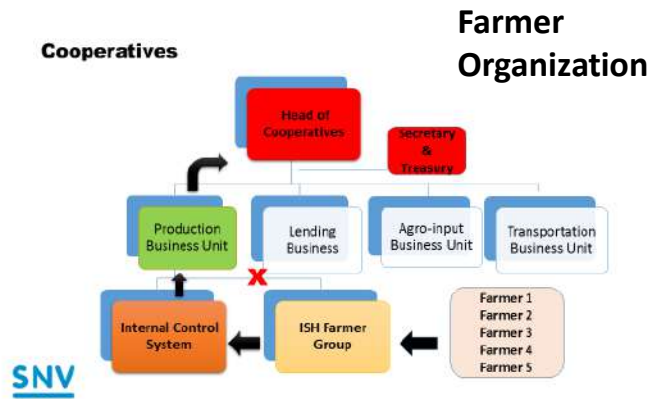 Farmer
Organization
Cooperatives
Head of
Cooperatives
Secretary
&
Treasury
Production
Business Unit
Lending
Business
Agro-input
Business Unit
Transportation
Business Unit
X
Internal Control
System
ISH Farmer
Group
Farmer 1
Farmer 2
Farmer 3
Farmer 4
Farmer 5
SNV